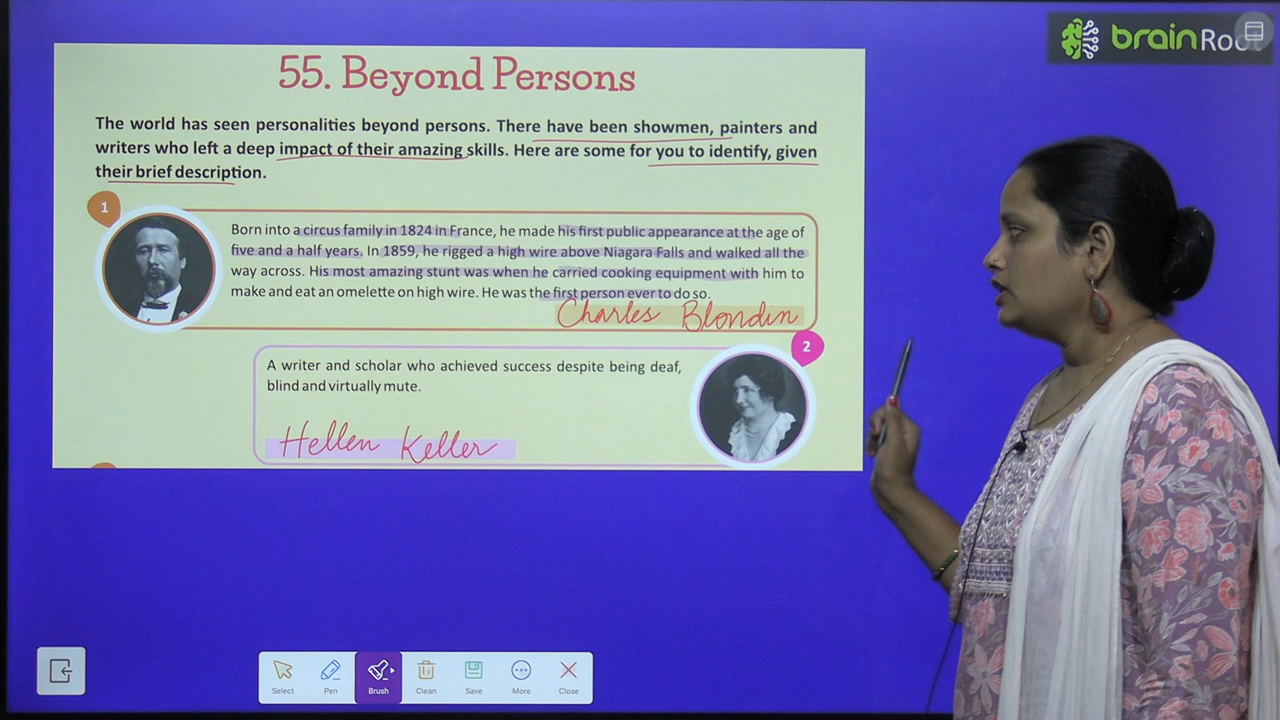 brainRoot
55. Beyond Persons
The world has seen personalities beyond persons. There have been showmen, painters and
writers who left a deep impact of their amazing skills. Here are some for you to identify, given
their brief description.
1
Born into a circus family in 1824 in France, he made his first public appearance at the age of
five and a half years. In 1859, he rigged a high wire above Niagara Falls and walked all the
way across. His most amazing stunt was when he carried cooking equipment with him to
make and eat an omelette on high wire. He was the first person ever to do so.
Charles Blondin
2
A writer and scholar who achieved success despite being deaf,
blind and virtually mute.
Hellen Keller
Select Pen Brush Clean Save More Close